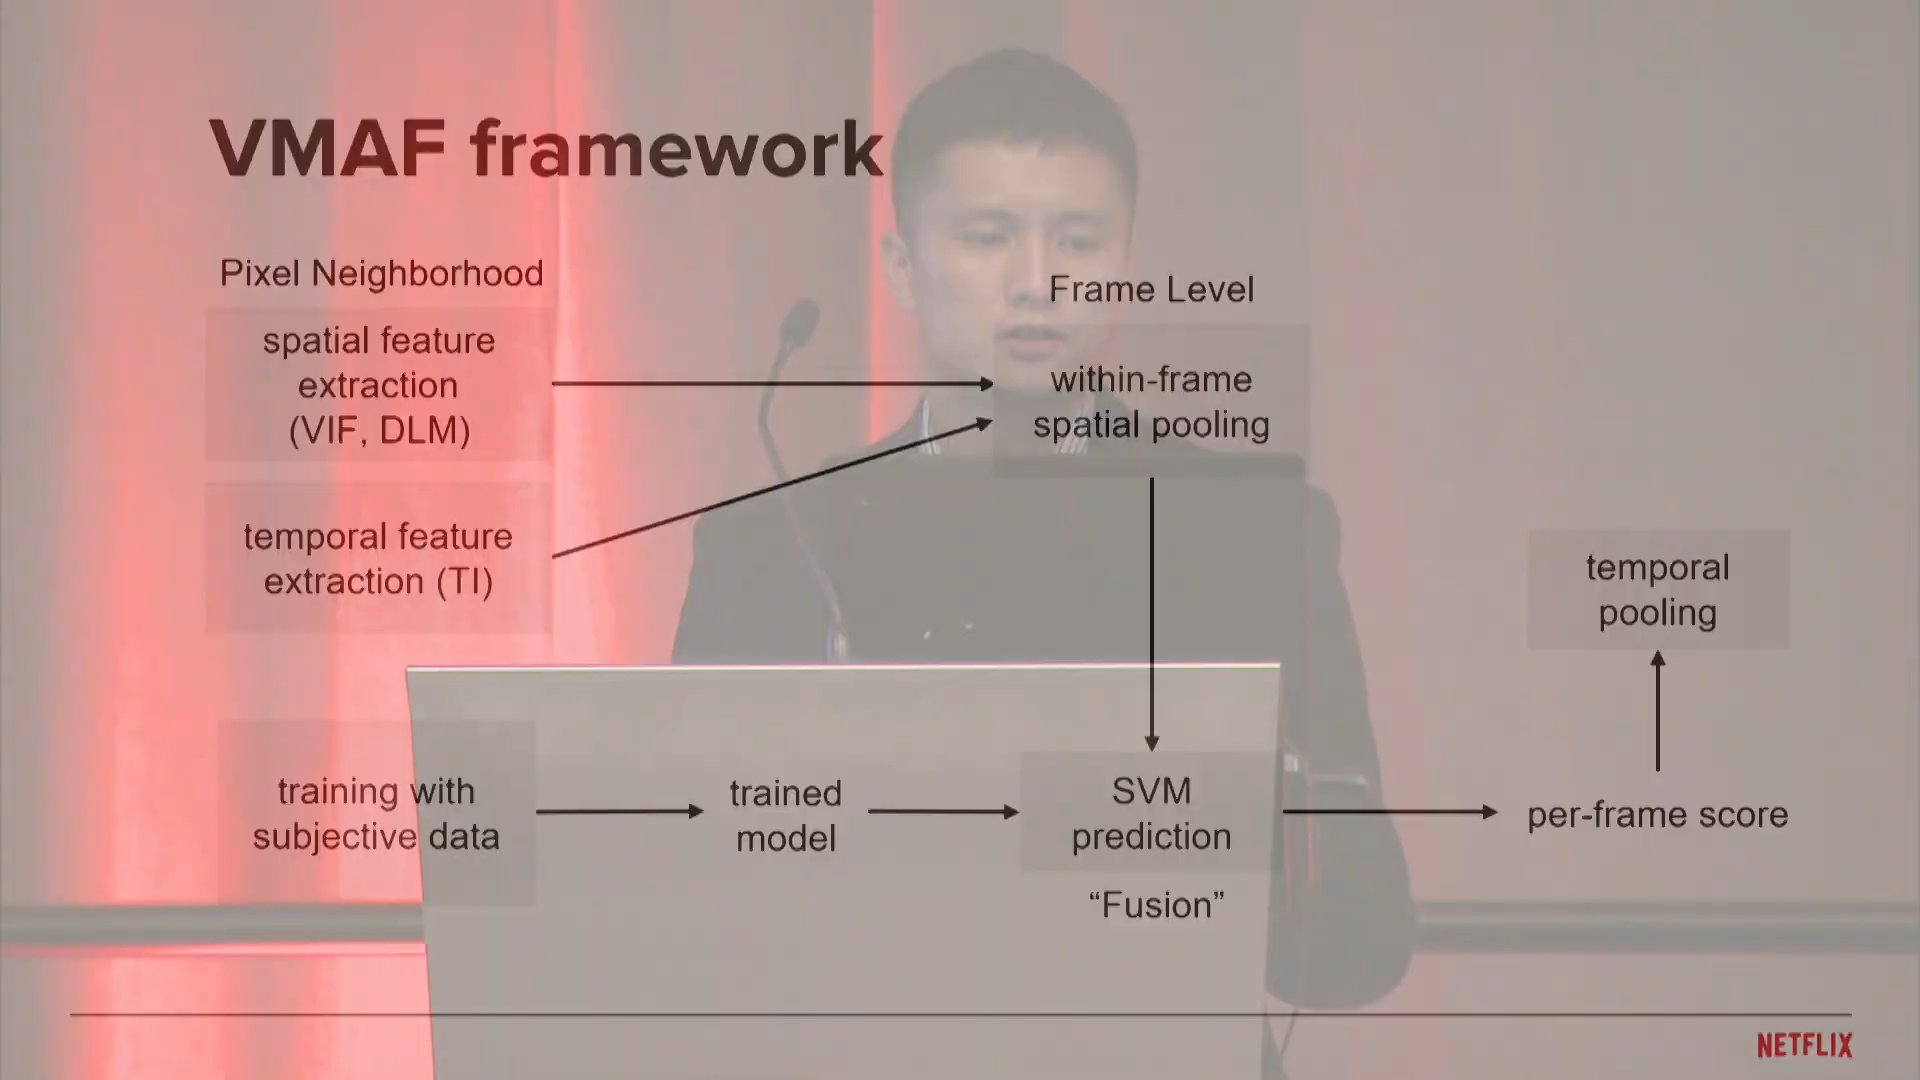 VMAF framework
Pixel Neighborhood
spatial feature
extraction
(VIF, DLM)
temporal feature
extraction (TI)
Frame Level
within-frame
spatial pooling
training with
subjective data
trained
model
SVM
prediction
“Fusion”
per-frame score
temporal
pooling
NETFLIX